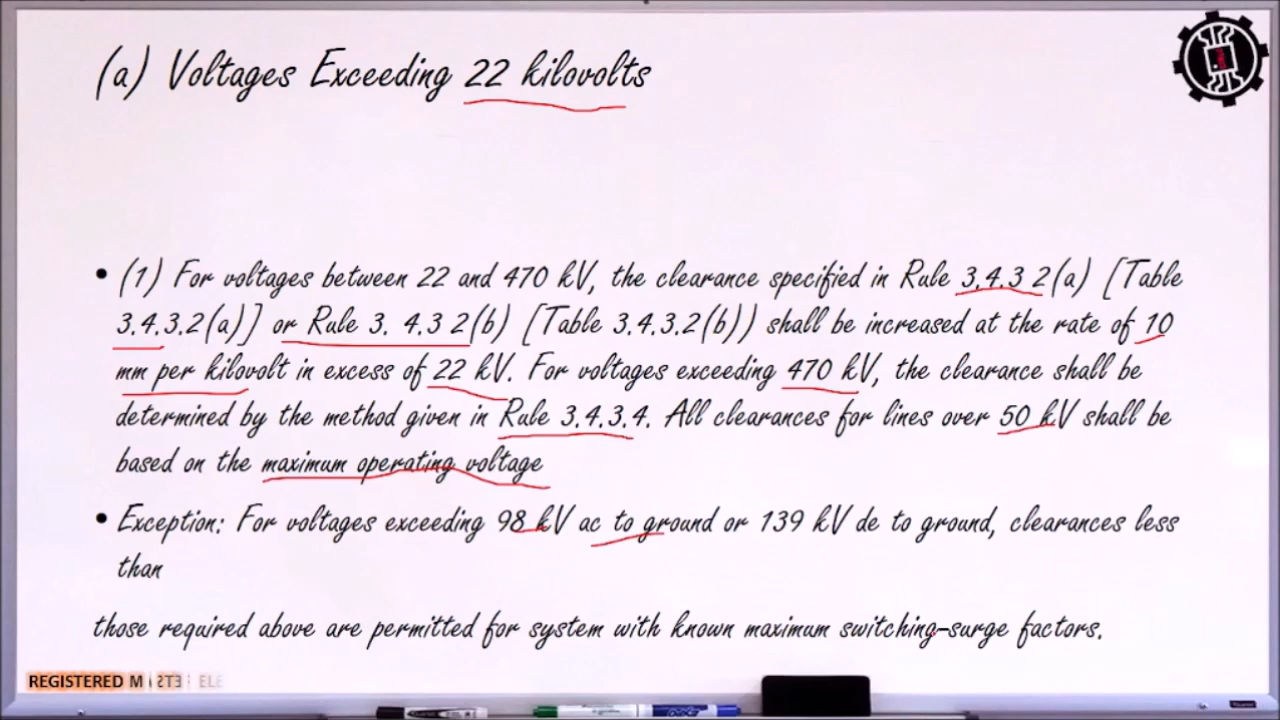 (a) Voltages Exceeding 22 kilovolts
• (1) For voltages between 22 and 470 kV, the clearance specified in Rule 3.4.3 2(a) [Table
3.4.3.2(a)] or Rule 3. 4.3 2(b) [Table 3.4.3.2(b)) shall be increased at the rate of 10
mm per kilovolt in excess of 22 kV. For voltages exceeding 470 kV, the clearance shall be
determined by the method given in Rule 3.4.3.4. All clearances for lines over 50 kV shall be
based on the maximum operating voltage
• Exception: For voltages exceeding 98 kV ac to ground or 139 kV de to ground, clearances less
than
those required above are permitted for system with known maximum switching-surge factors.
REGISTERED M